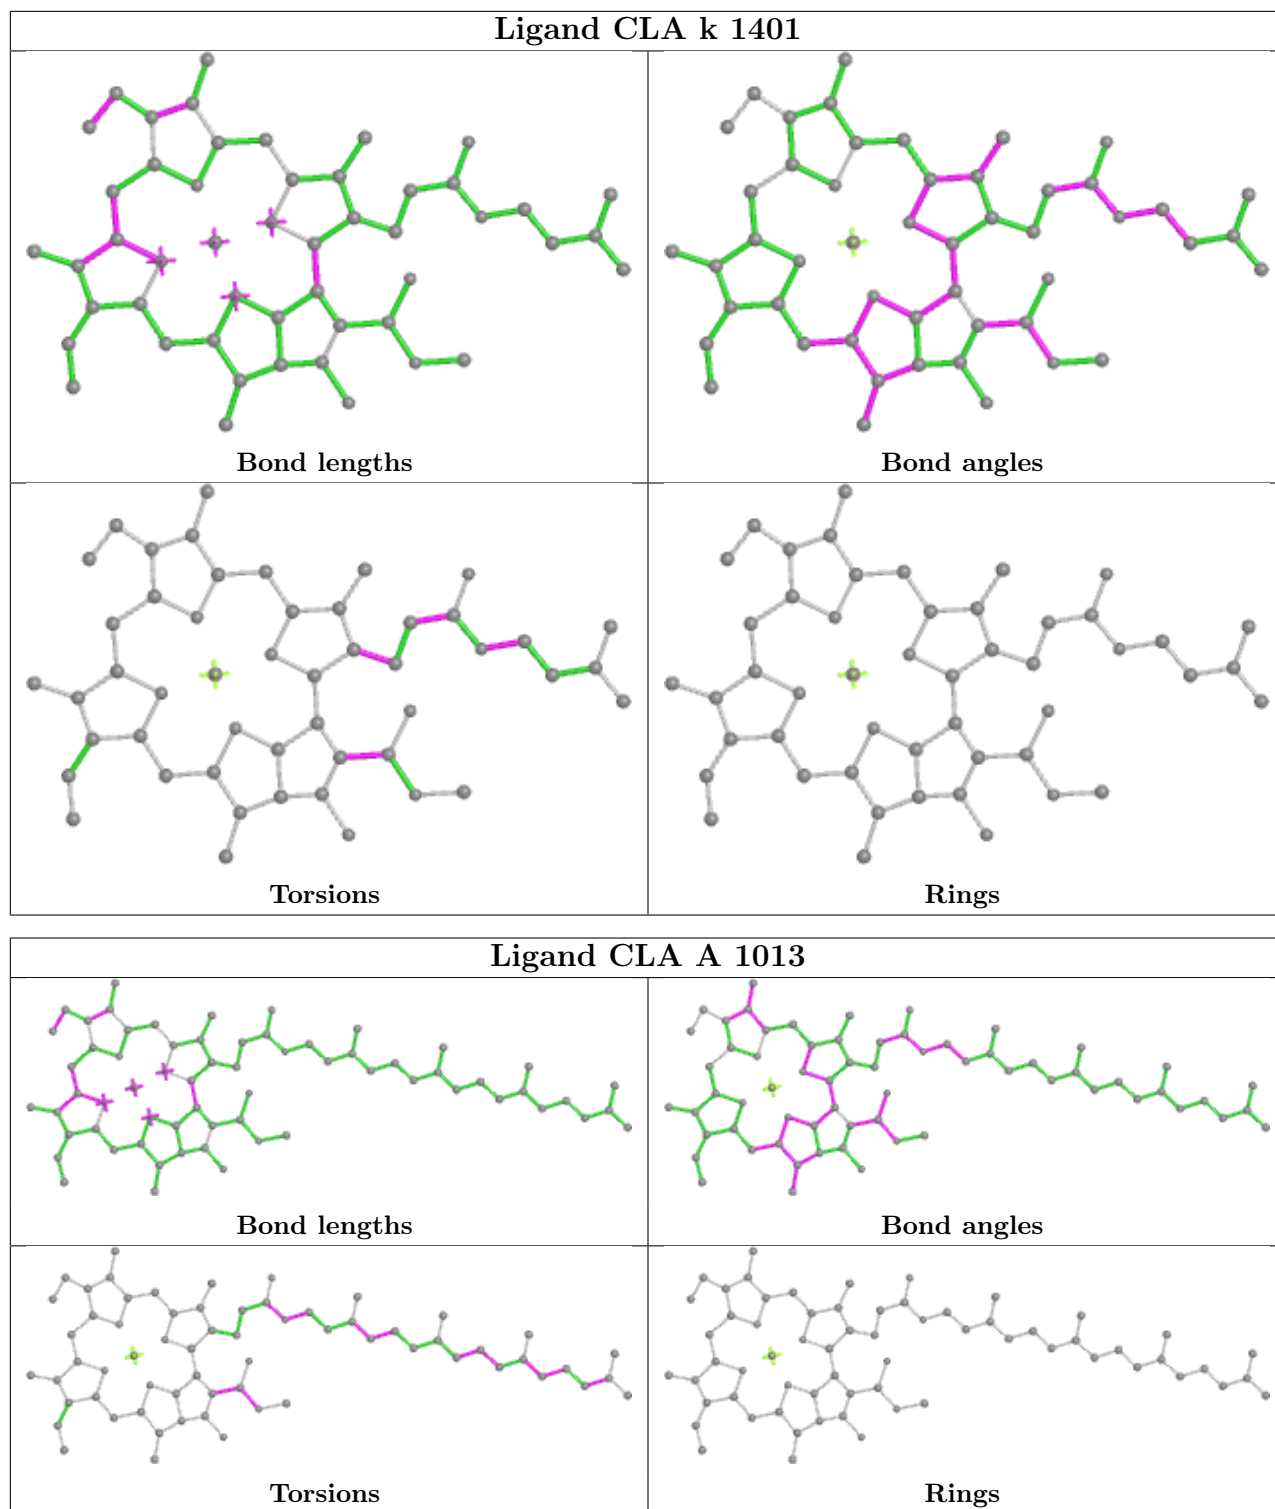 Ligand CLA k 1401
Bond lengths
Bond angles
Torsions
Rings
Ligand CLA A 1013
Bond lengths
Bond angles
Torsions
Rings